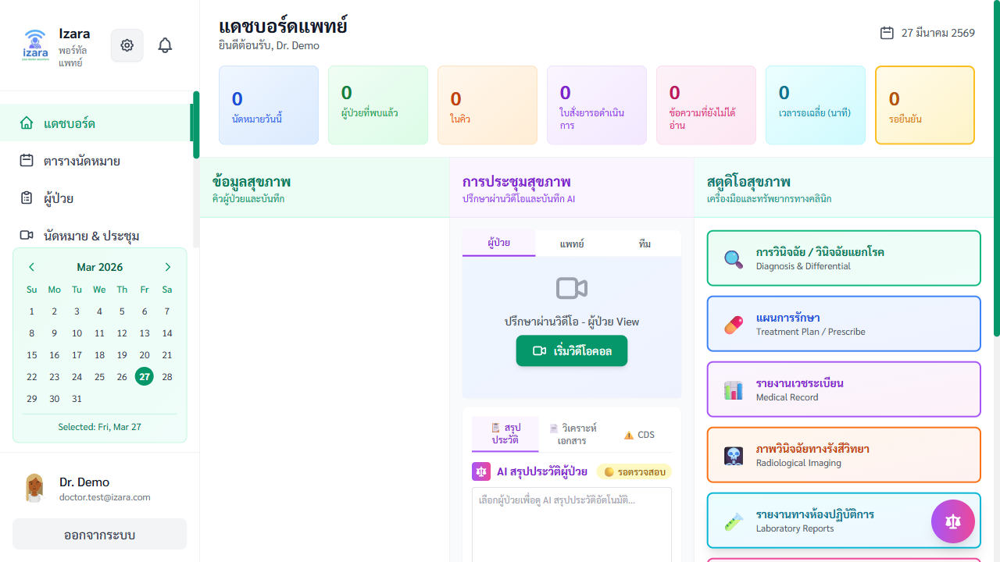 Izara
พอร์ทัล
แพทย์
izara
แดชบอร์ด
ตารางนัดหมาย
ผู้ป่วย
นัดหมาย & ประชุม
Mar 2026
Su Mo Tu We Th Fr Sa
1 2 3 4 5 6 7
8 9 10 11 12 13 14
15 16 17 18 19 20 21
22 23 24 25 26 27 28
29 30 31
Selected: Fri, Mar 27
Dr. Demo
doctor.test@izara.com
ออกจากระบบ
แดชบอร์ดแพทย์
ยินดีต้อนรับ, Dr. Demo
27 มีนาคม 2569
0
นัดหมายวันนี้
0
ผู้ป่วยที่พบแล้ว
0
ในคิว
0
ใบสั่งยารอดำเนิน
การ
0
ข้อความที่ยังไม่ได้
อ่าน
0
เวลารอเฉลี่ย (นาที)
0
รอยืนยัน
ข้อมูลสุขภาพ
คิวผู้ป่วยและบันทึก
การประชุมสุขภาพ
ปรึกษาผ่านวิดีโอและบันทึก AI
ผู้ป่วย
แพทย์
ทีม
ปรึกษาผ่านวิดีโอ - ผู้ป่วย View
เริ่มวิดีโอคอล
สรุป
ประวัติ
วิเคราะห์
เอกสาร
CDS
AI สรุปประวัติผู้ป่วย
รอตรวจสอบ
เลือกผู้ป่วยเพื่อดู AI สรุปประวัติอัตโนมัติ...
สตูดิโอสุขภาพ
เครื่องมือและทรัพยากรทางคลินิก
การวินิจฉัย / วินิจฉัยแยกโรค
Diagnosis & Differential
แผนการรักษา
Treatment Plan / Prescribe
รายงานเวชระเบียน
Medical Record
ภาพวินิจฉัยทางรังสีวิทยา
Radiological Imaging
รายงานทางห้องปฏิบัติการ
Laboratory Reports